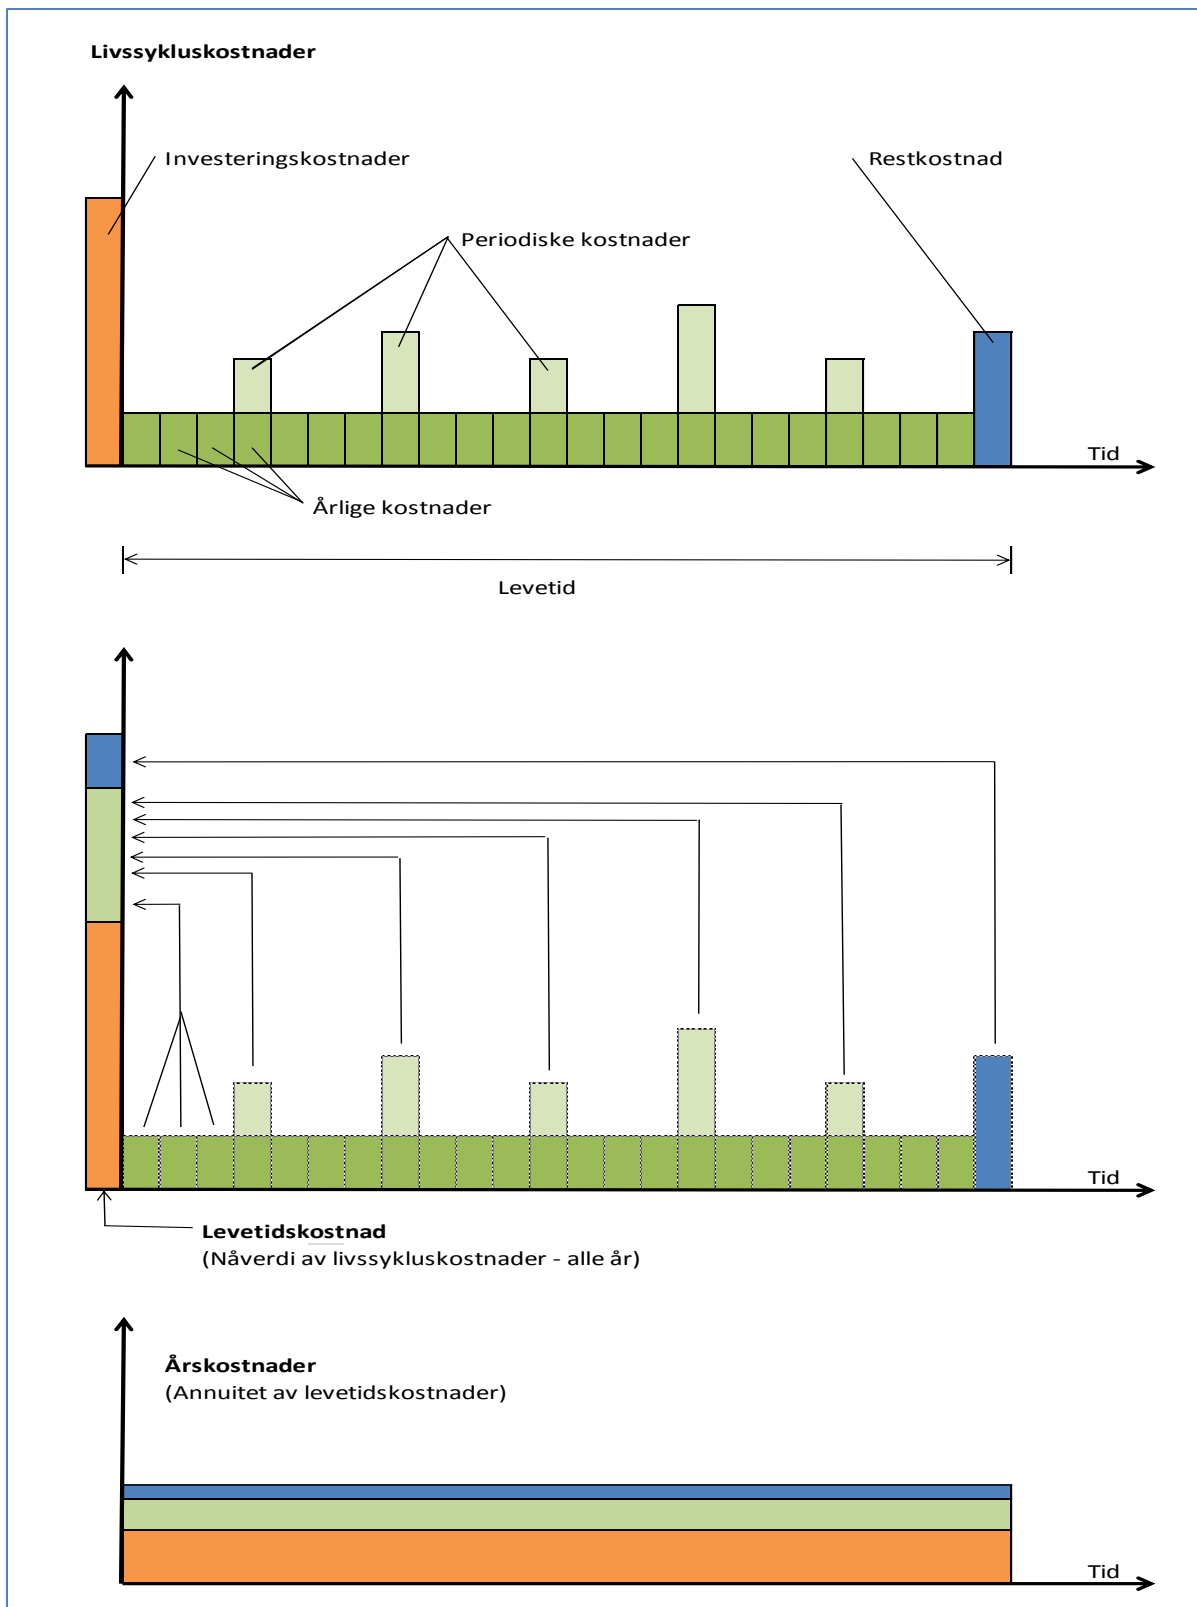 Livssykluskostnader
Investeringskostnader
Restkostnad
Periodiske kostnader
Tid
Årlige kostnader
Levetid
Tid
Levetidskostnad
(Nåverdi av livssykluskostnader - alle år)
Årskostnader
(Annuitet av levetidskostnader)
Tid